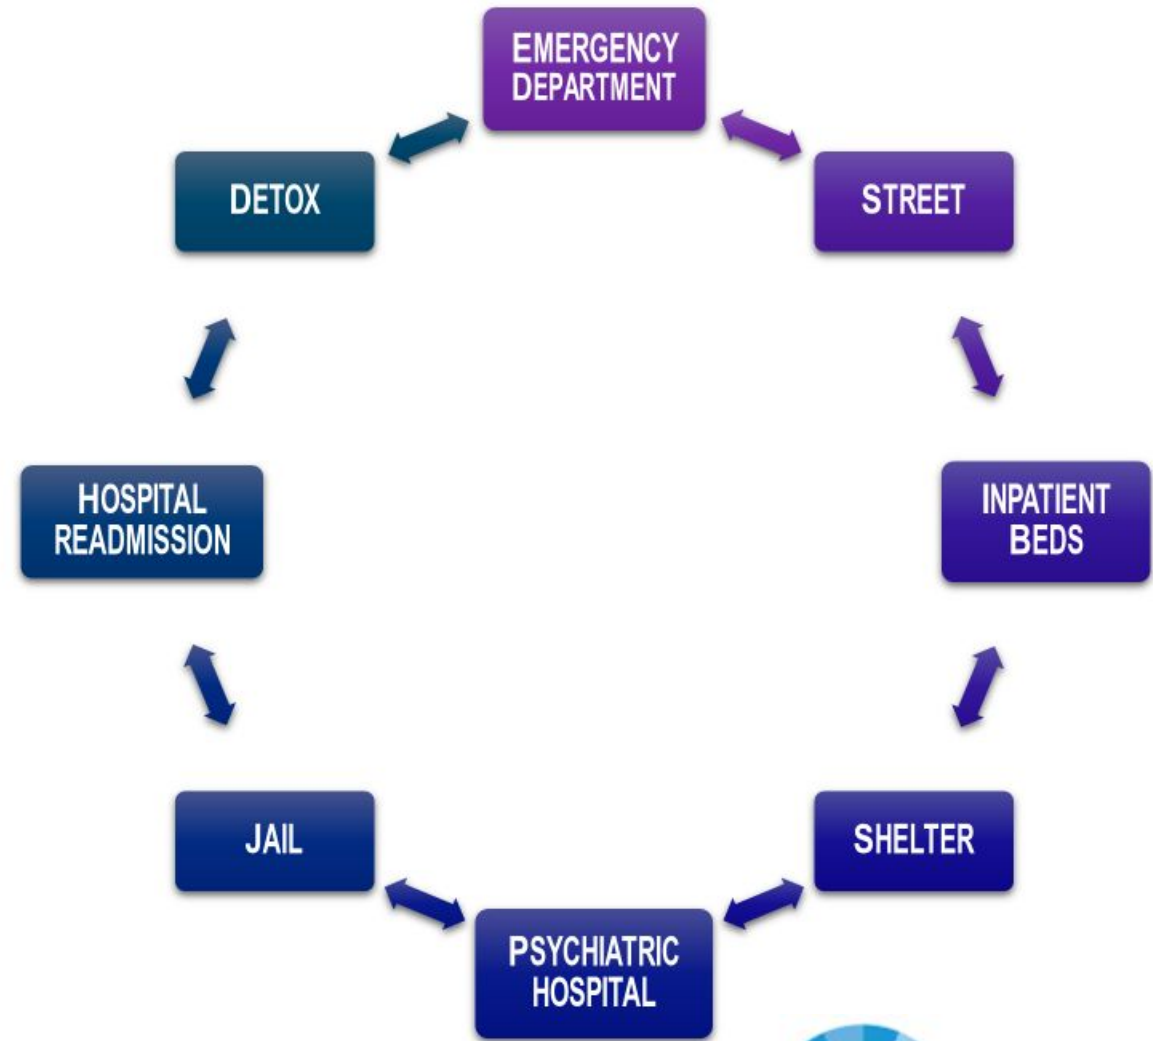 EMERGENCY
DEPARTMENT
DETOX
STREET
HOSPITAL
READMISSION
INPATIENT
BEDS
JAIL
SHELTER
PSYCHIATRIC
HOSPITAL